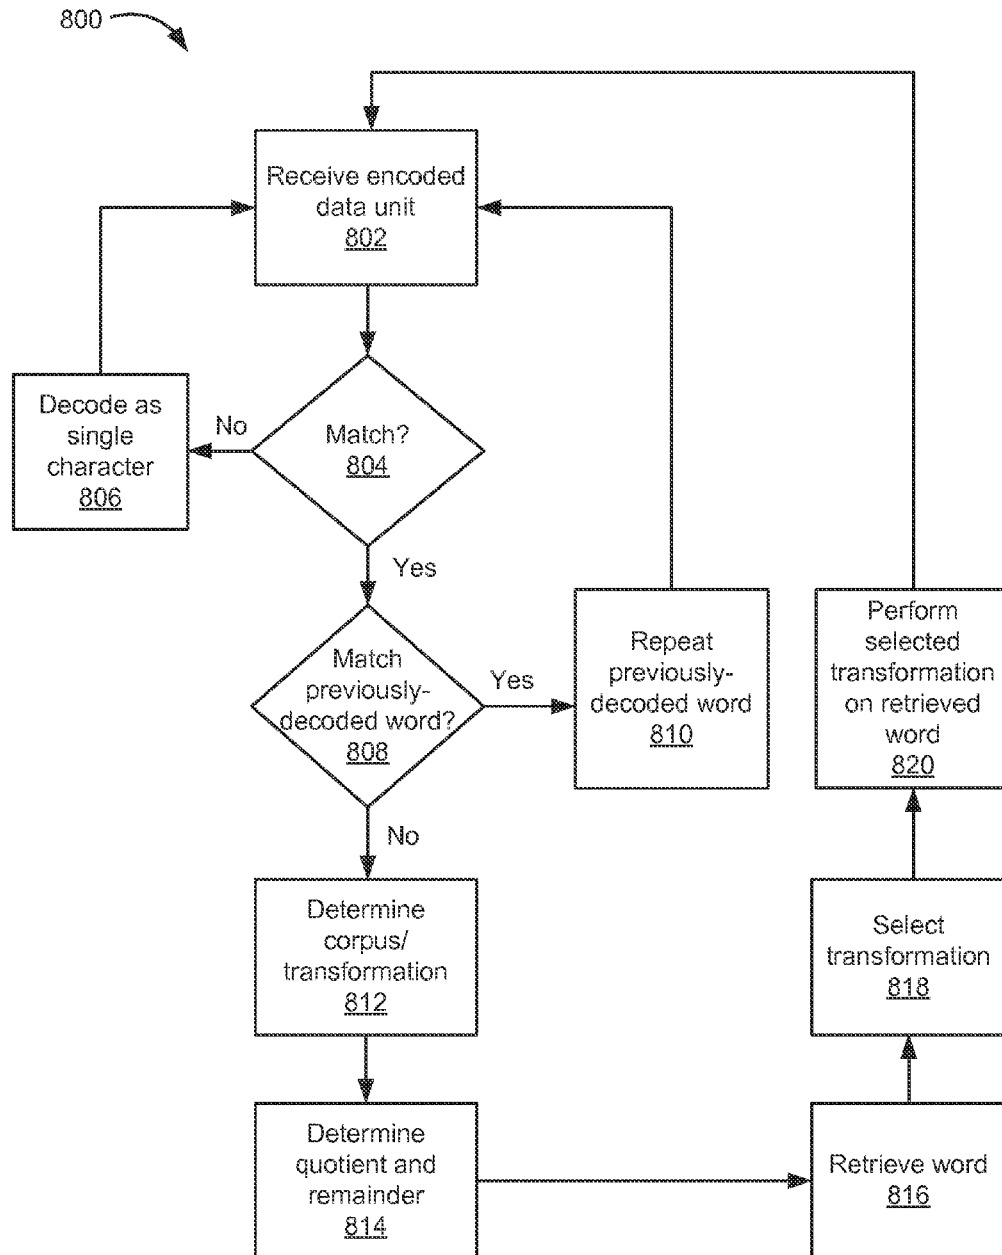 800
Receive encoded
data unit
802
Match?
804
No
Decode as
single
character
806
Yes
Match
previously-
decoded word?
808
Yes
Repeat
previously-
decoded word
810
No
Determine
corpus/
transformation
812
Determine
quotient and
remainder
814
Retrieve word
816
Select
transformation
818
Perform
selected
transformation
on retrieved
word
820